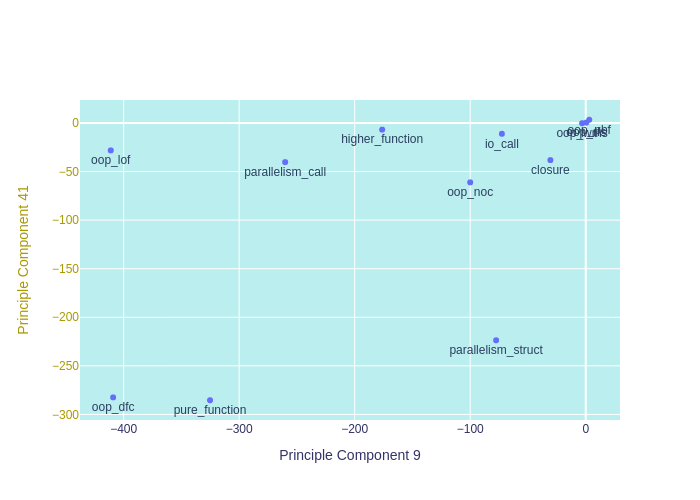 0
−50
−100
−150
−200
−250
−300
Principle Component 41
higher_function
io_call
oop_lof
parallelism_call
closure
oop_noc
parallelism_struct
oop_dfc
pure_function
−400
−300
−200
−100
0
Principle Component 9